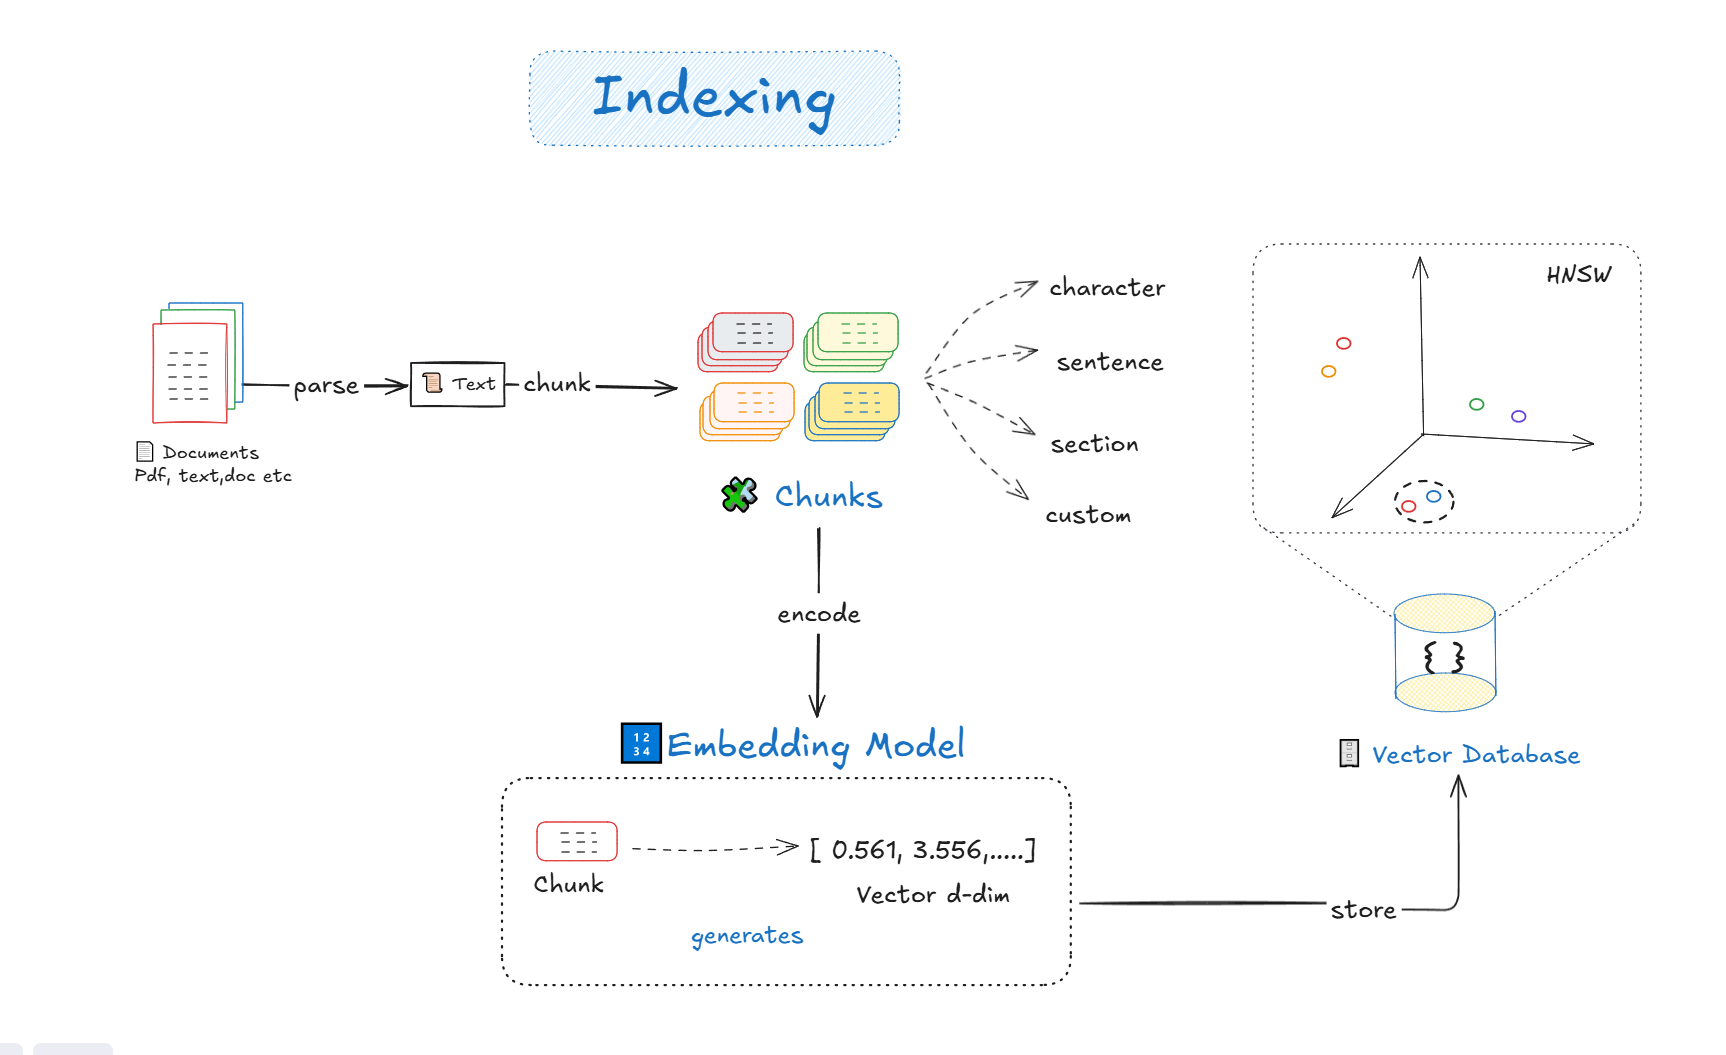 Indexing
parse
Text
chunk
Documents
Pdf, text,doc etc
Chunks
character
sentence
section
custom
HNSW
encode
1 2
3 4
Embedding Model
Chunk
[ 0.561, 3.556,.....]
Vector d-dim
generates
store
{ }
Vector Database